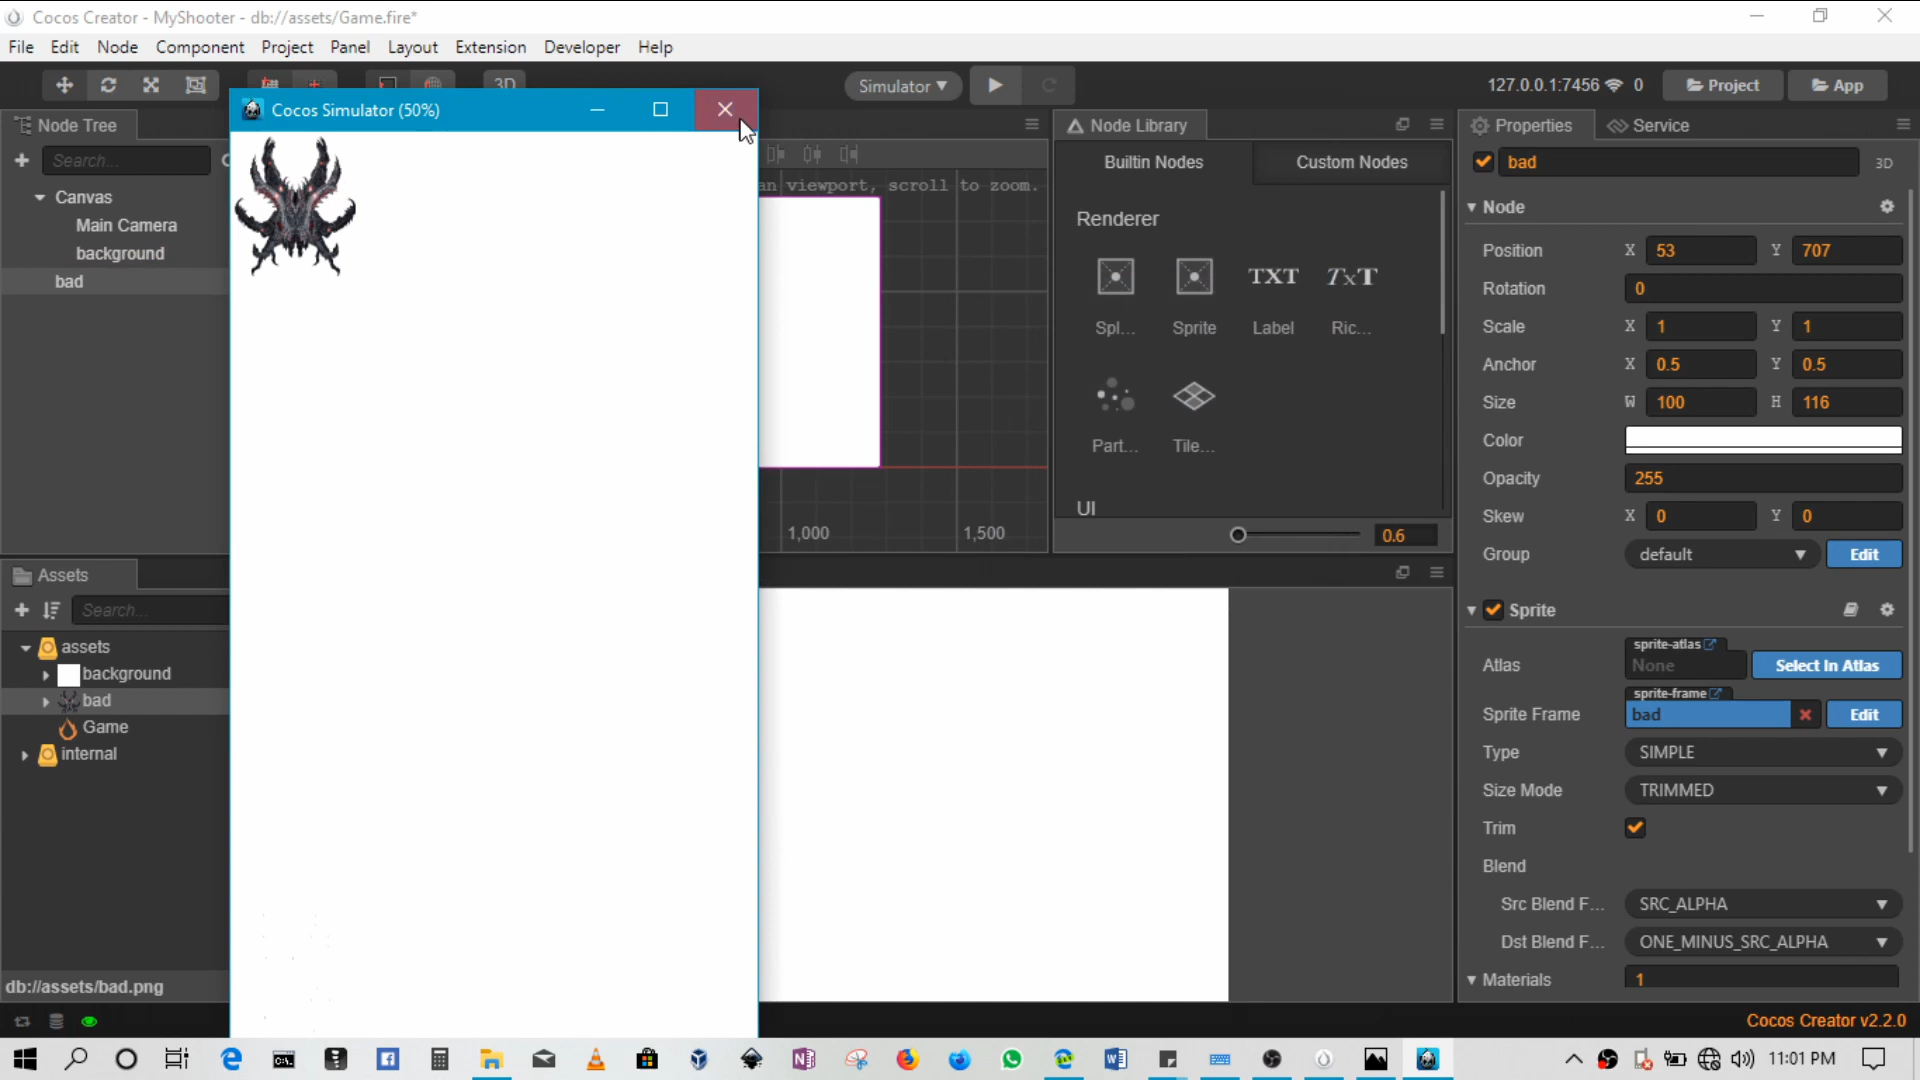 Cocos Creator - MyShooter - db://assets/Game.fire*
File Edit Node Component Project Panel Layout Extension Developer Help
3D
Simulator
127.0.0.1:7456 0
Project
App
Cocos Simulator (50%)
Node Tree
Search...
Canvas
Main Camera
background
bad
an viewport, scroll to zoom.
1,000 1,500
Node Library
Builtin Nodes Custom Nodes
Renderer
Spl... Sprite Label Ric...
TXT TxT
Part... Tile...
UI
0.6
Properties Service
bad 3D
Node
Position X 53 Y 707
Rotation 0
Scale X 1 Y 1
Anchor X 0.5 Y 0.5
Size W 100 H 116
Color
Opacity 255
Skew X 0 Y 0
Group default Edit
Sprite
sprite-atlas
Atlas None Select In Atlas
sprite-frame
Sprite Frame bad Edit
Type SIMPLE
Size Mode TRIMMED
Trim
Blend
Src Blend F... SRC_ALPHA
Dst Blend F... ONE_MINUS_SRC_ALPHA
Materials 1
Assets
Search...
assets
background
bad
Game
internal
db://assets/bad.png
Cocos Creator v2.2.0
11:01 PM